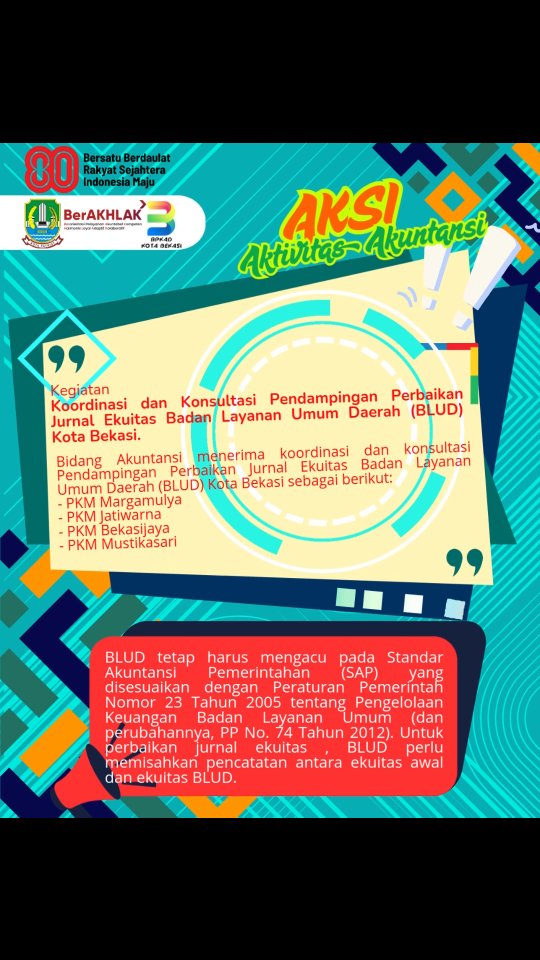 80
Bersatu Berdaulat
Rakyat Sejahtera
Indonesia Maju
BerAKHLAK
BPKAD
KOTA BEKASI
AKSI
Aktivitas- Akuntansi
Kegiatan
Koordinasi dan Konsultasi Pendampingan Perbaikan
Jurnal Ekuitas Badan Layanan Umum Daerah (BLUD)
Kota Bekasi.
Bidang Akuntansi menerima koordinasi dan konsultasi
Pendampingan Perbaikan Jurnal Ekuitas Badan Layanan
Umum Daerah (BLUD) Kota Bekasi sebagai berikut:
- PKM Margamulya
- PKM Jatiwarna
- PKM Bekasijaya
- PKM Mustikasari
BLUD tetap harus mengacu pada Standar
Akuntansi Pemerintahan (SAP) yang
disesuaikan dengan Peraturan Pemerintah
Nomor 23 Tahun 2005 tentang Pengelolaan
Keuangan Badan Layanan Umum (dan
perubahannya, PP No. 74 Tahun 2012). Untuk
perbaikan jurnal ekuitas , BLUD perlu
memisahkan pencatatan antara ekuitas awal
dan ekuitas BLUD.